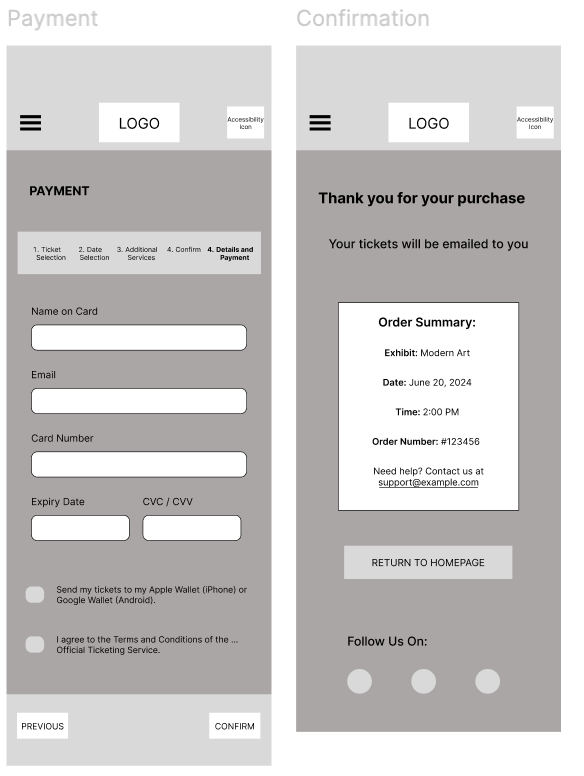 Payment
LOGO
Accessibility
Icon
PAYMENT
1. Ticket
Selection
2. Date
Selection
3. Additional
Services
4. Confirm
4. Details and
Payment
Name on Card
Email
Card Number
Expiry Date
CVC / CVV
Send my tickets to my Apple Wallet (iPhone) or
Google Wallet (Android).
I agree to the Terms and Conditions of the ...
Official Ticketing Service.
PREVIOUS
CONFIRM
Confirmation
LOGO
Accessibility
Icon
Thank you for your purchase
Your tickets will be emailed to you
Order Summary:
Exhibit: Modern Art
Date: June 20, 2024
Time: 2:00 PM
Order Number: #123456
Need help? Contact us at
support@example.com
RETURN TO HOMEPAGE
Follow Us On: